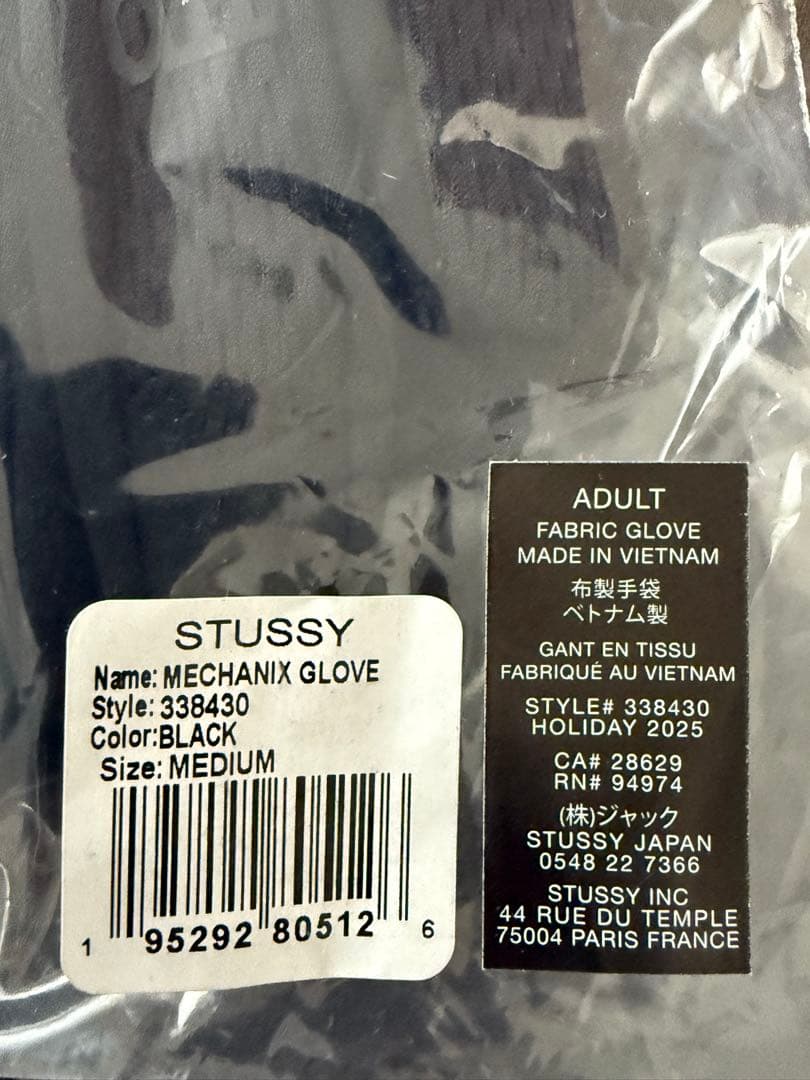 STUSSY
Name: MECHANIX GLOVE
Style: 338430
Color:BLACK
Size: MEDIUM
1 95292 80512 6
ADULT
FABRIC GLOVE
MADE IN VIETNAM
布製手袋
ベトナム製
GANT EN TISSU
FABRIQUÉ AU VIETNAM
STYLE# 338430
HOLIDAY 2025
CA# 28629
RN# 94974
(株)ジャック
STUSSY JAPAN
0548 22 7366
STUSSY INC
44 RUE DU TEMPLE
75004 PARIS FRANCE